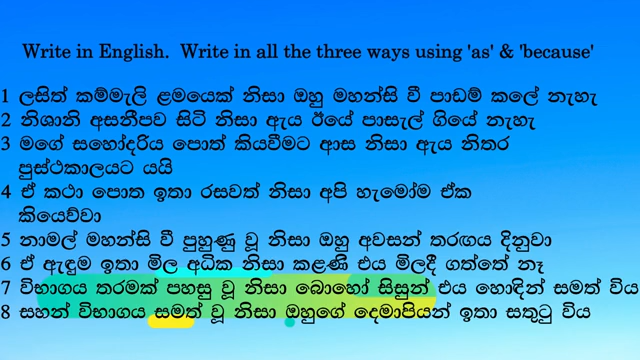 Write in English. Write in all the three ways using 'as' & 'because'
1 ලසිත් කම්මැලි ළමයෙක් නිසා ඔහු මහන්සි වී පාඩම් කලේ නැහැ
2 නිශානි අසනීපව සිටි නිසා ඇය ඊයේ පාසැල් ගියේ නැහැ
3 මගේ සහෝදරිය පොත් කියවීමට ආස නිසා ඇය නිතර
පුස්ථකාලයට යයි
4 ඒ කථා පොත ඉතා රසවත් නිසා අපි හැමෝම ඒක
කියෙව්වා
5 නාමල් මහන්සි වී පුහුණු වූ නිසා ඔහු අවසන් තරඟය දිනුවා
6 ඒ ඇඳුම ඉතා මිල අධික නිසා කළණි එය මිලදී ගත්තේ නෑ
7 විභාගය තරමක් පහසු වූ නිසා බොහෝ සිසුන් එය හොඳින් සමත් විය
8 සහන් විභාගය සමත් වූ නිසා ඔහුගේ දෙමාපියන් ඉතා සතුටු විය